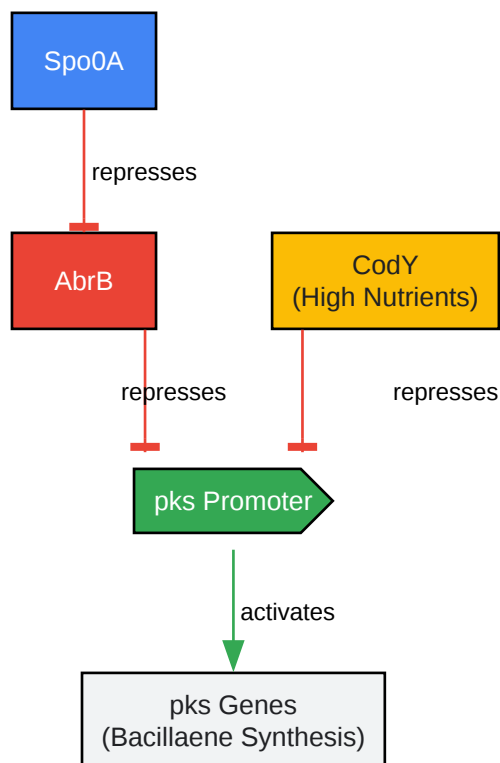 Spo0A
represses
AbrB
CodY
(High Nutrients)
represses
represses
pks Promoter
activates
pks Genes
(Bacillaene Synthesis)